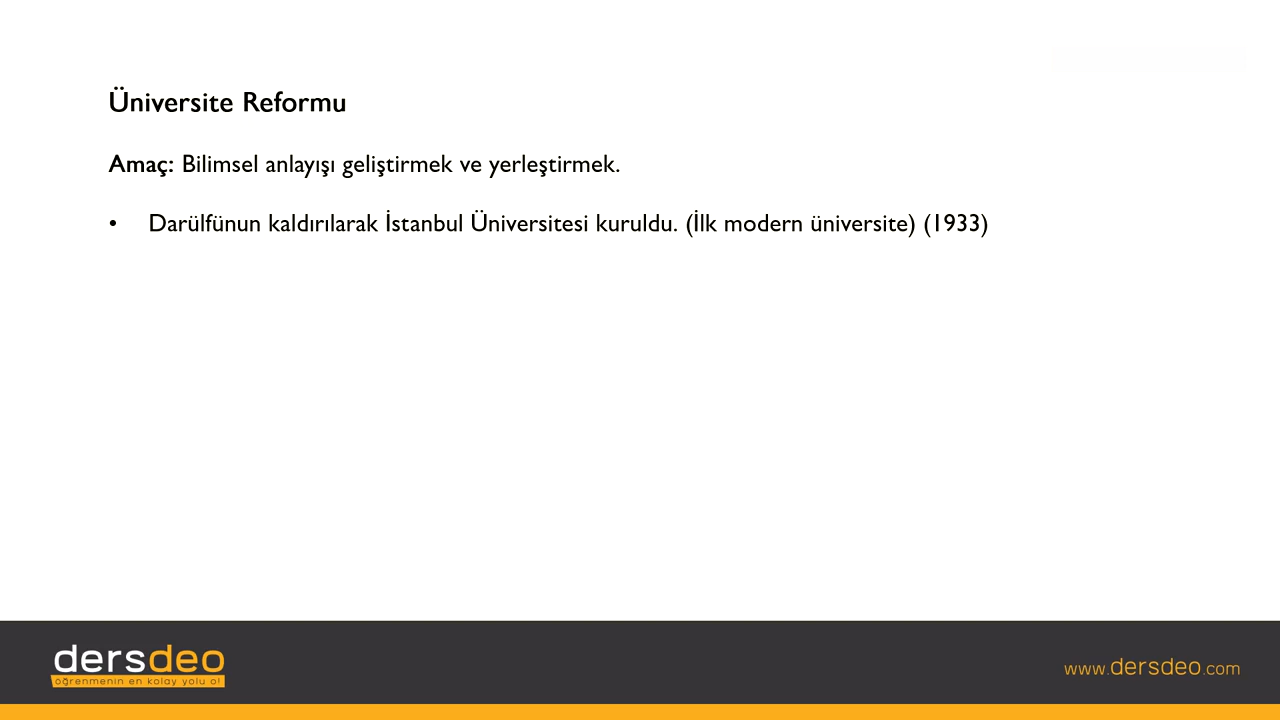 Üniversite Reformu
Amaç: Bilimsel anlayışı geliştirmek ve yerleştirmek.
• Darülfünun kaldırılarak İstanbul Üniversitesi kuruldu. (İlk modern üniversite) (1933)
dersdeo
öğrenmenin en kolay yolu o!
www.dersdeo.com